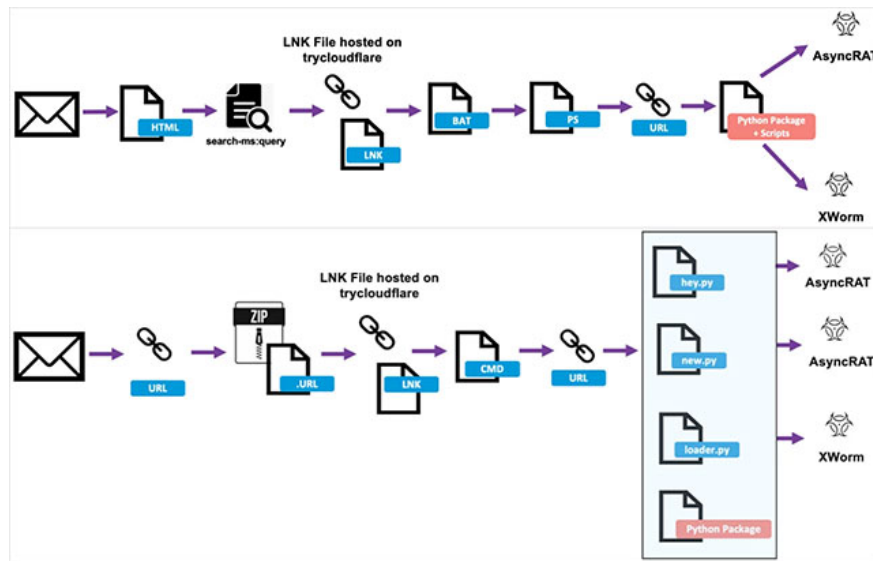 LNK File hosted on
trycloudflare
AsyncRAT
HTML
search-ms:query
LNK
BAT
PS
URL
Python Package
+ Scripts
XWorm
LNK File hosted on
trycloudflare
URL
ZIP
.URL
LNK
CMD
URL
hey.py
AsyncRAT
new.py
AsyncRAT
loader.py
XWorm
Python Package